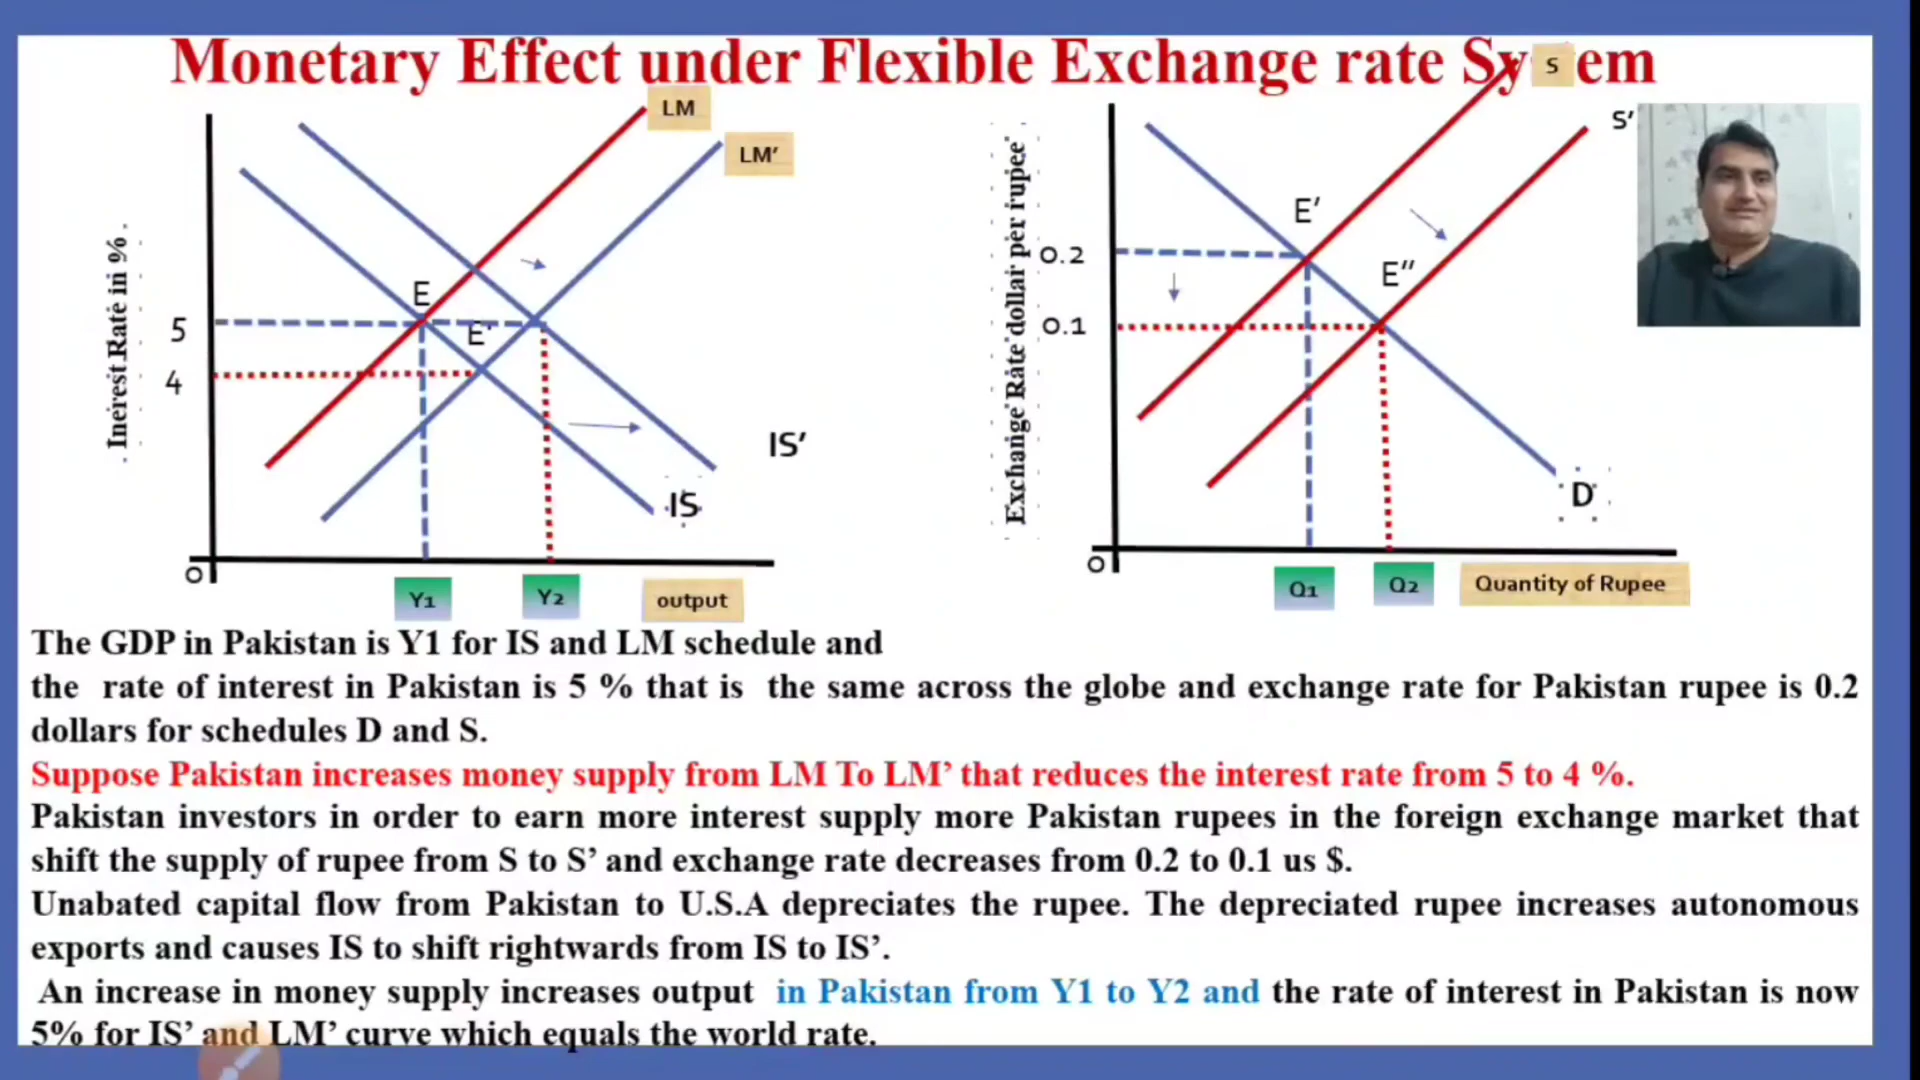 Monetary Effect under Flexible Exchange rate Sy em
S
LM
LM’
S’
Inerest Rate in %
Exchange Rate dollar per rupee
E’
E’’
0.2
0.1
E
E’
5
4
IS’
IS
D
O
O
Y1
Y2
output
Q1
Q2
Quantity of Rupee
The GDP in Pakistan is Y1 for IS and LM schedule and
the rate of interest in Pakistan is 5 % that is the same across the globe and exchange rate for Pakistan rupee is 0.2
dollars for schedules D and S.
Suppose Pakistan increases money supply from LM To LM’ that reduces the interest rate from 5 to 4 %.
Pakistan investors in order to earn more interest supply more Pakistan rupees in the foreign exchange market that
shift the supply of rupee from S to S’ and exchange rate decreases from 0.2 to 0.1 us $.
Unabated capital flow from Pakistan to U.S.A depreciates the rupee. The depreciated rupee increases autonomous
exports and causes IS to shift rightwards from IS to IS’.
An increase in money supply increases output in Pakistan from Y1 to Y2 and the rate of interest in Pakistan is now
5% for IS’ and LM’ curve which equals the world rate.